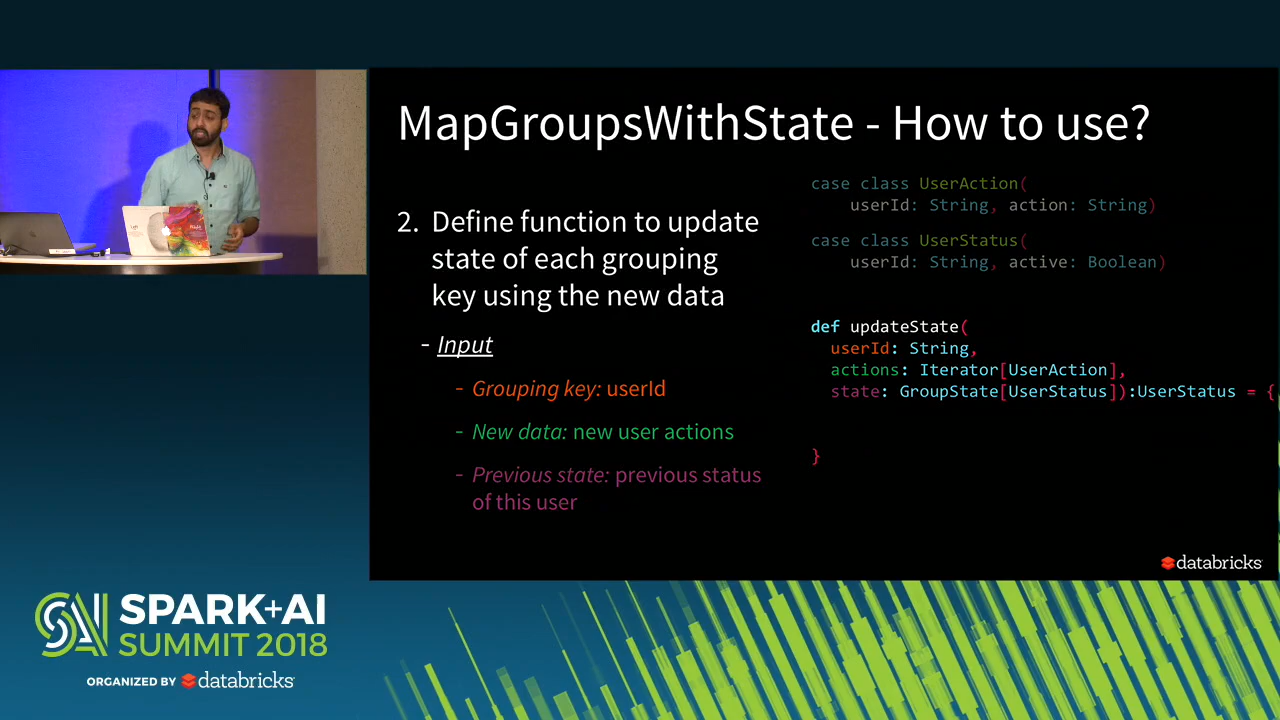 MapGroupsWithState - How to use?
2. Define function to update
state of each grouping
key using the new data
- Input
- Grouping key: userId
- New data: new user actions
- Previous state: previous status
of this user
case class UserAction(
userId: String, action: String)
case class UserStatus(
userId: String, active: Boolean)
def updateState(
userId: String,
actions: Iterator[UserAction],
state: GroupState[UserStatus]):UserStatus = {
}
databricks
SPARK+AI
SUMMIT 2018
ORGANIZED BY databricks